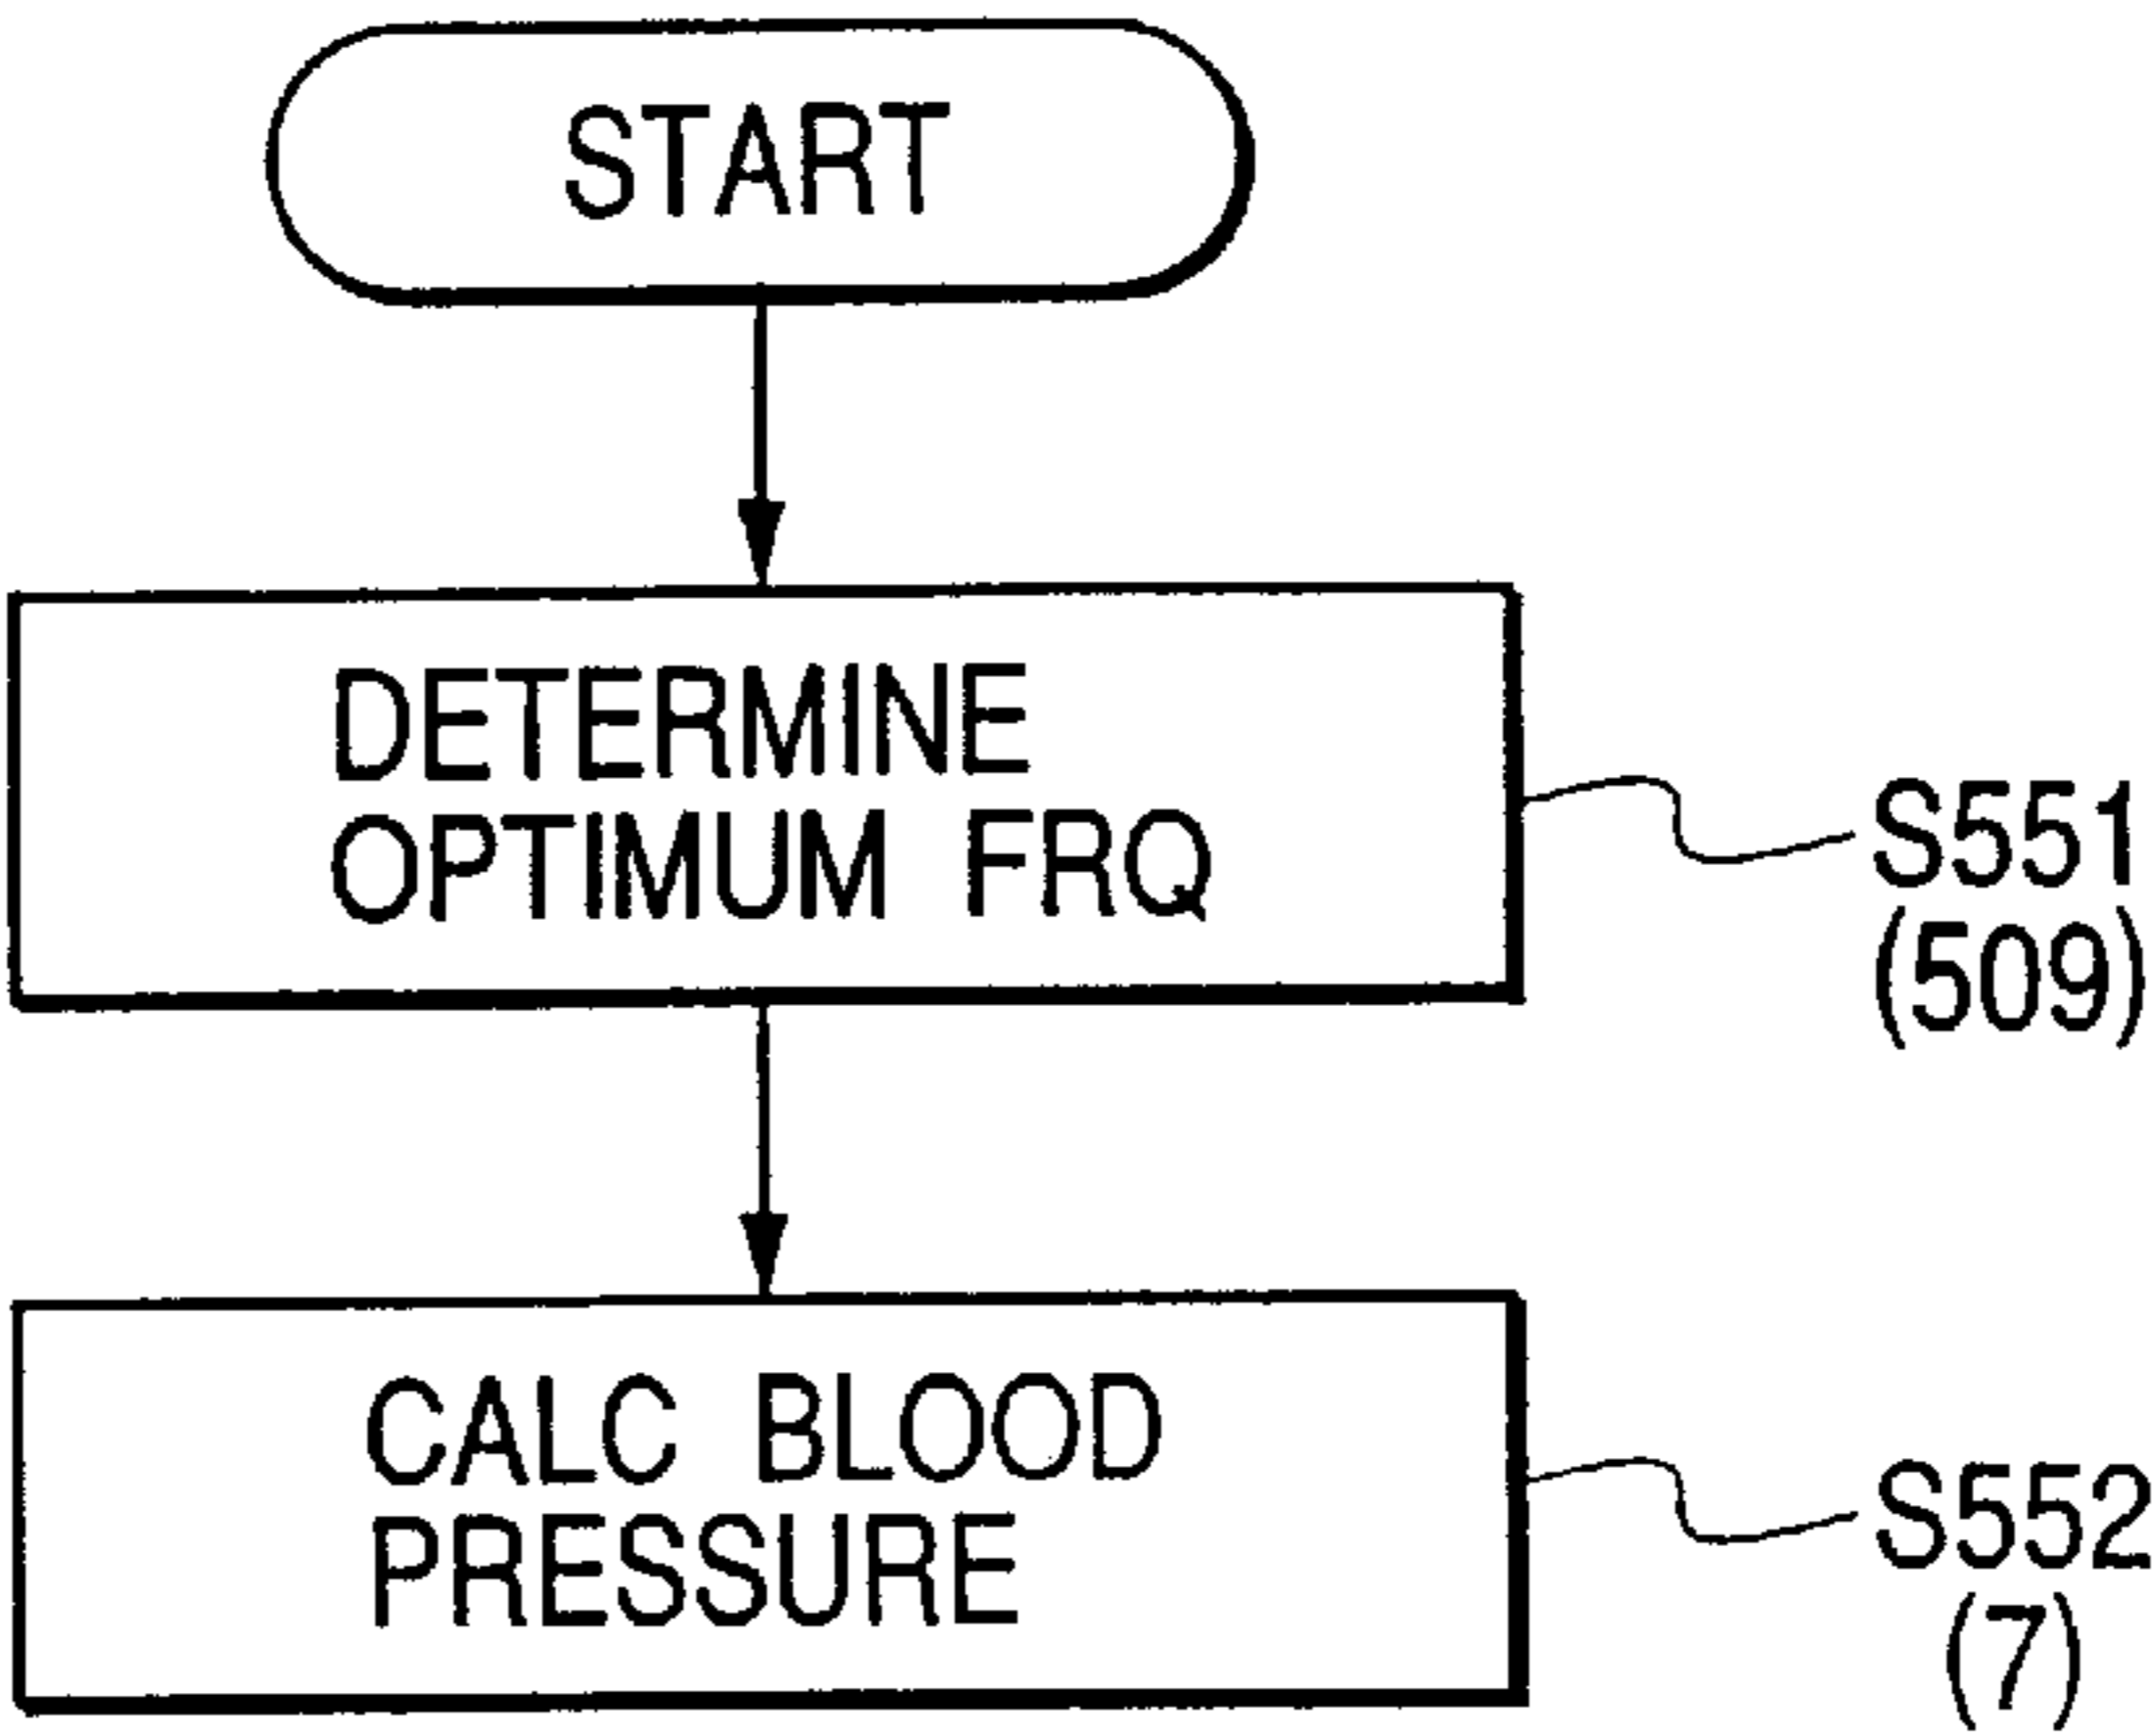 START
DETERMINE
OPTIMUM FRQ
S551
(509)
CALC BLOOD
PRESSURE
S552
(7)